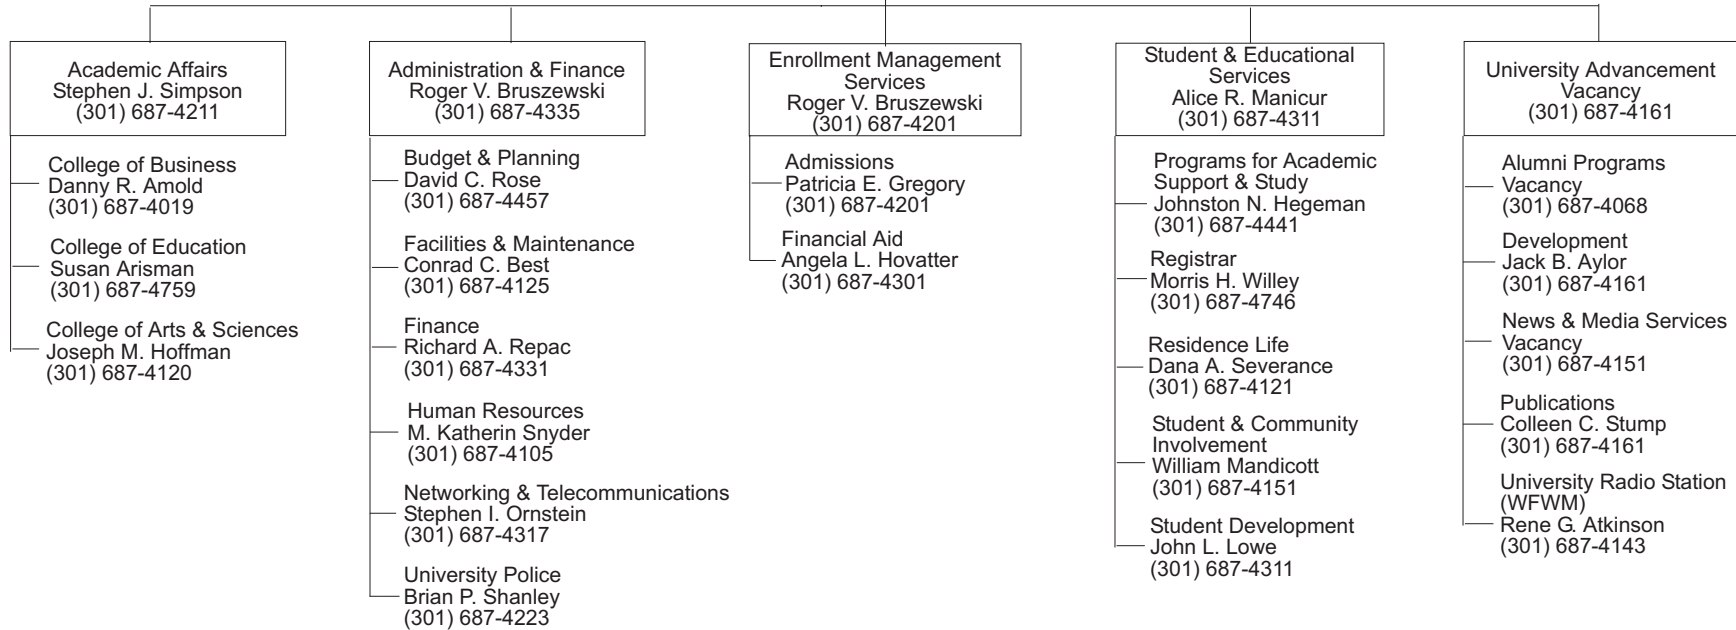 Academic Affairs
Stephen J. Simpson
(301) 687-4211
College of Business
Danny R. Arnold
(301) 687-4019
College of Education
Susan Arisman
(301) 687-4759
College of Arts & Sciences
Joseph M. Hoffman
(301) 687-4120
Administration & Finance
Roger V. Bruszewski
(301) 687-4335
Budget & Planning
David C. Rose
(301) 687-4457
Facilities & Maintenance
Conrad C. Best
(301) 687-4125
Finance
Richard A. Repac
(301) 687-4331
Human Resources
M. Katherin Snyder
(301) 687-4105
Networking & Telecommunications
Stephen I. Ornstein
(301) 687-4317
University Police
Brian P. Shanley
(301) 687-4223
Enrollment Management
Services
Roger V. Bruszewski
(301) 687-4201
Admissions
Patricia E. Gregory
(301) 687-4201
Financial Aid
Angela L. Hovatter
(301) 687-4301
Student & Educational
Services
Alice R. Manicur
(301) 687-4311
Programs for Academic
Support & Study
Johnston N. Hegeman
(301) 687-4441
Registrar
Morris H. Willey
(301) 687-4746
Residence Life
Dana A. Severance
(301) 687-4121
Student & Community
Involvement
William Mandicott
(301) 687-4151
Student Development
John L. Lowe
(301) 687-4311
University Advancement
Vacancy
(301) 687-4161
Alumni Programs
Vacancy
(301) 687-4068
Development
Jack B. Aylor
(301) 687-4161
News & Media Services
Vacancy
(301) 687-4151
Publications
Colleen C. Stump
(301) 687-4161
University Radio Station
(WFWM)
Rene G. Atkinson
(301) 687-4143